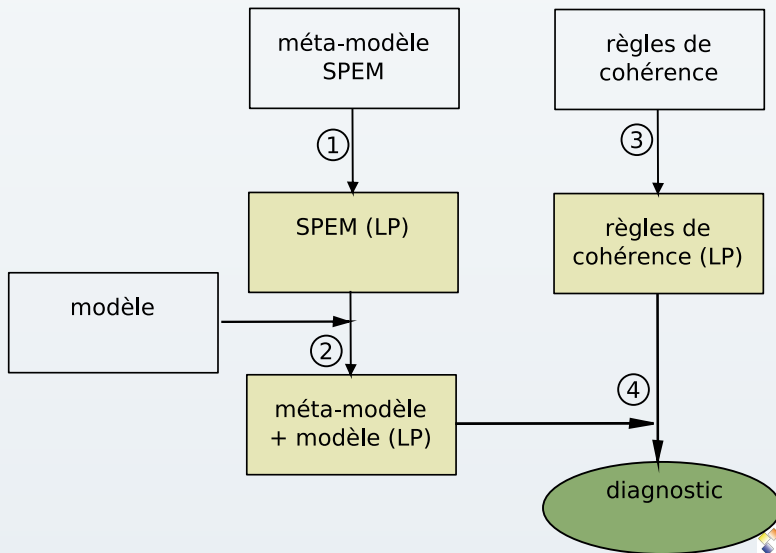 méta-modèle
SPEM
règles de
cohérence
①
③
SPEM (LP)
règles de
cohérence (LP)
modèle
②
④
méta-modèle
+ modèle (LP)
diagnostic